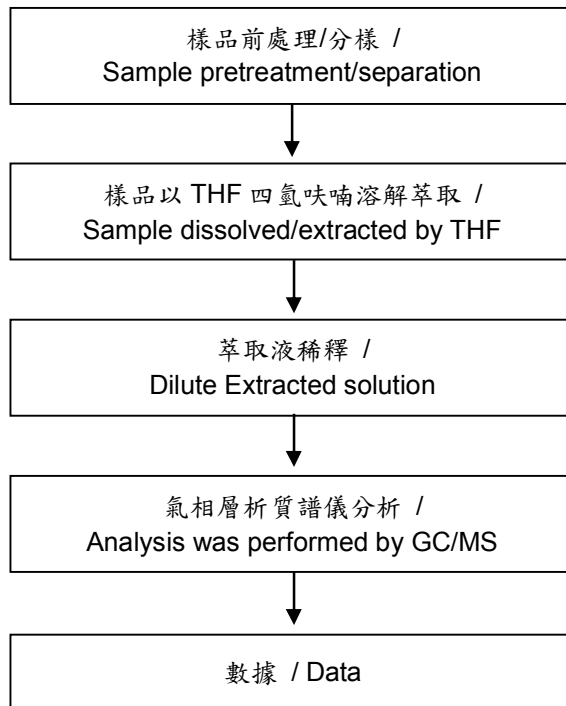 樣品前處理/分樣 /
Sample pretreatment/separation
樣品以 THF 四氫呋喃溶解萃取 /
Sample dissolved/extracted by THF
萃取液稀釋 /
Dilute Extracted solution
氣相層析質譜儀分析 /
Analysis was performed by GC/MS
數據 / Data